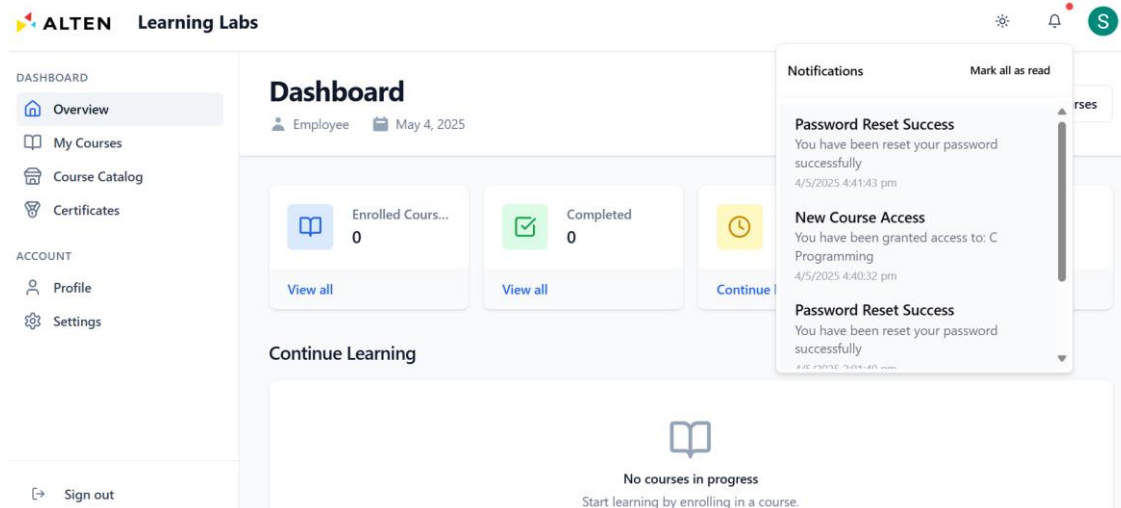 ALTEN Learning Labs
S
DASHBOARD
Overview
My Courses
Course Catalog
Certificates
ACCOUNT
Profile
Settings
Sign out
Dashboard
Employee May 4, 2025
rses
Enrolled Cours...
0
View all
Completed
0
View all
Continue
Notifications Mark all as read
Password Reset Success
You have been reset your password
successfully
4/5/2025 4:41:43 pm
New Course Access
You have been granted access to: C
Programming
4/5/2025 4:40:32 pm
Password Reset Success
You have been reset your password
successfully
Continue Learning
No courses in progress
Start learning by enrolling in a course.